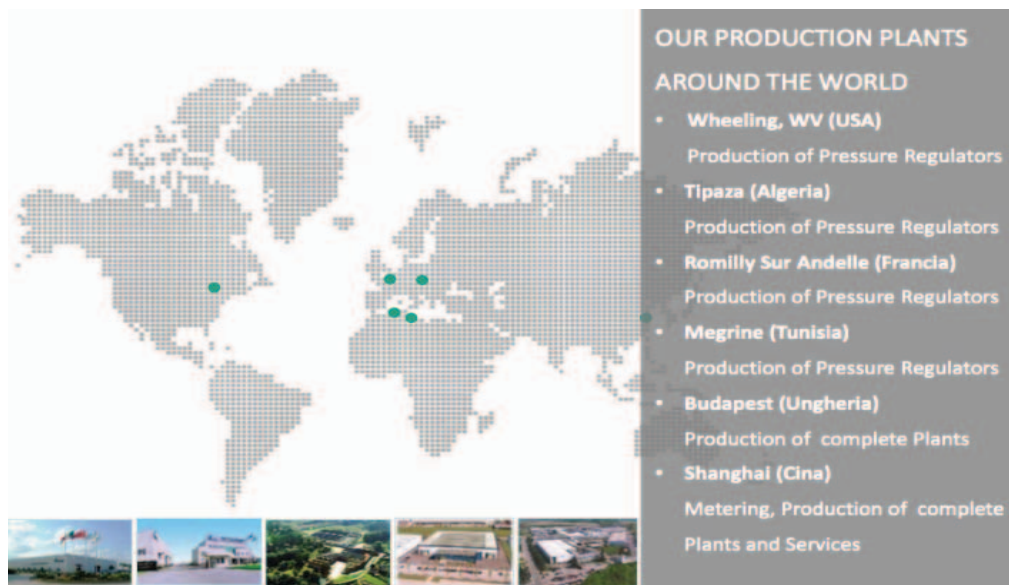 OUR PRODUCTION PLANTS
AROUND THE WORLD
• Wheeling, WV (USA)
Production of Pressure Regulators
• Tipaza (Algeria)
Production of Pressure Regulators
• Romilly Sur Andelle (Francia)
Production of Pressure Regulators
• Megrine (Tunisia)
Production of Pressure Regulators
• Budapest (Ungheria)
Production of complete Plants
• Shanghai (Cina)
Metering, Production of complete
Plants and Services